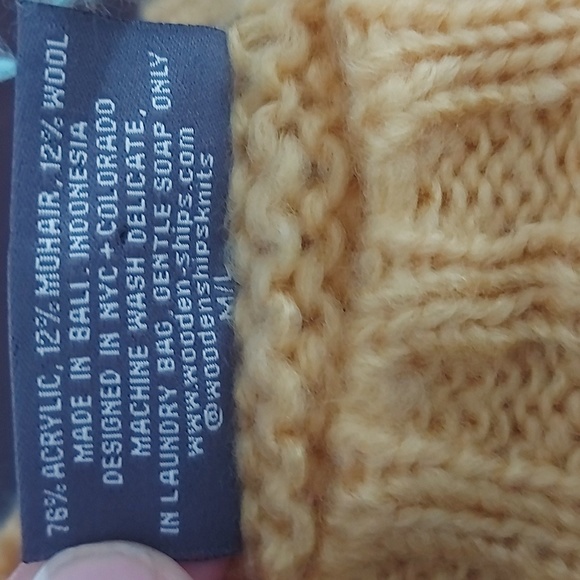 76% ACRYLIC, 12% MOHAIR, 12% WOOL
MADE IN BALI, INDONESIA
DESIGNED IN NYC+COLORADO
MACHINE WASH DELICATE,
IN LAUNDRY BAG, GENTLE SOAP ONLY
www.wooden-ships.com
@woodenshipsknits
M/L